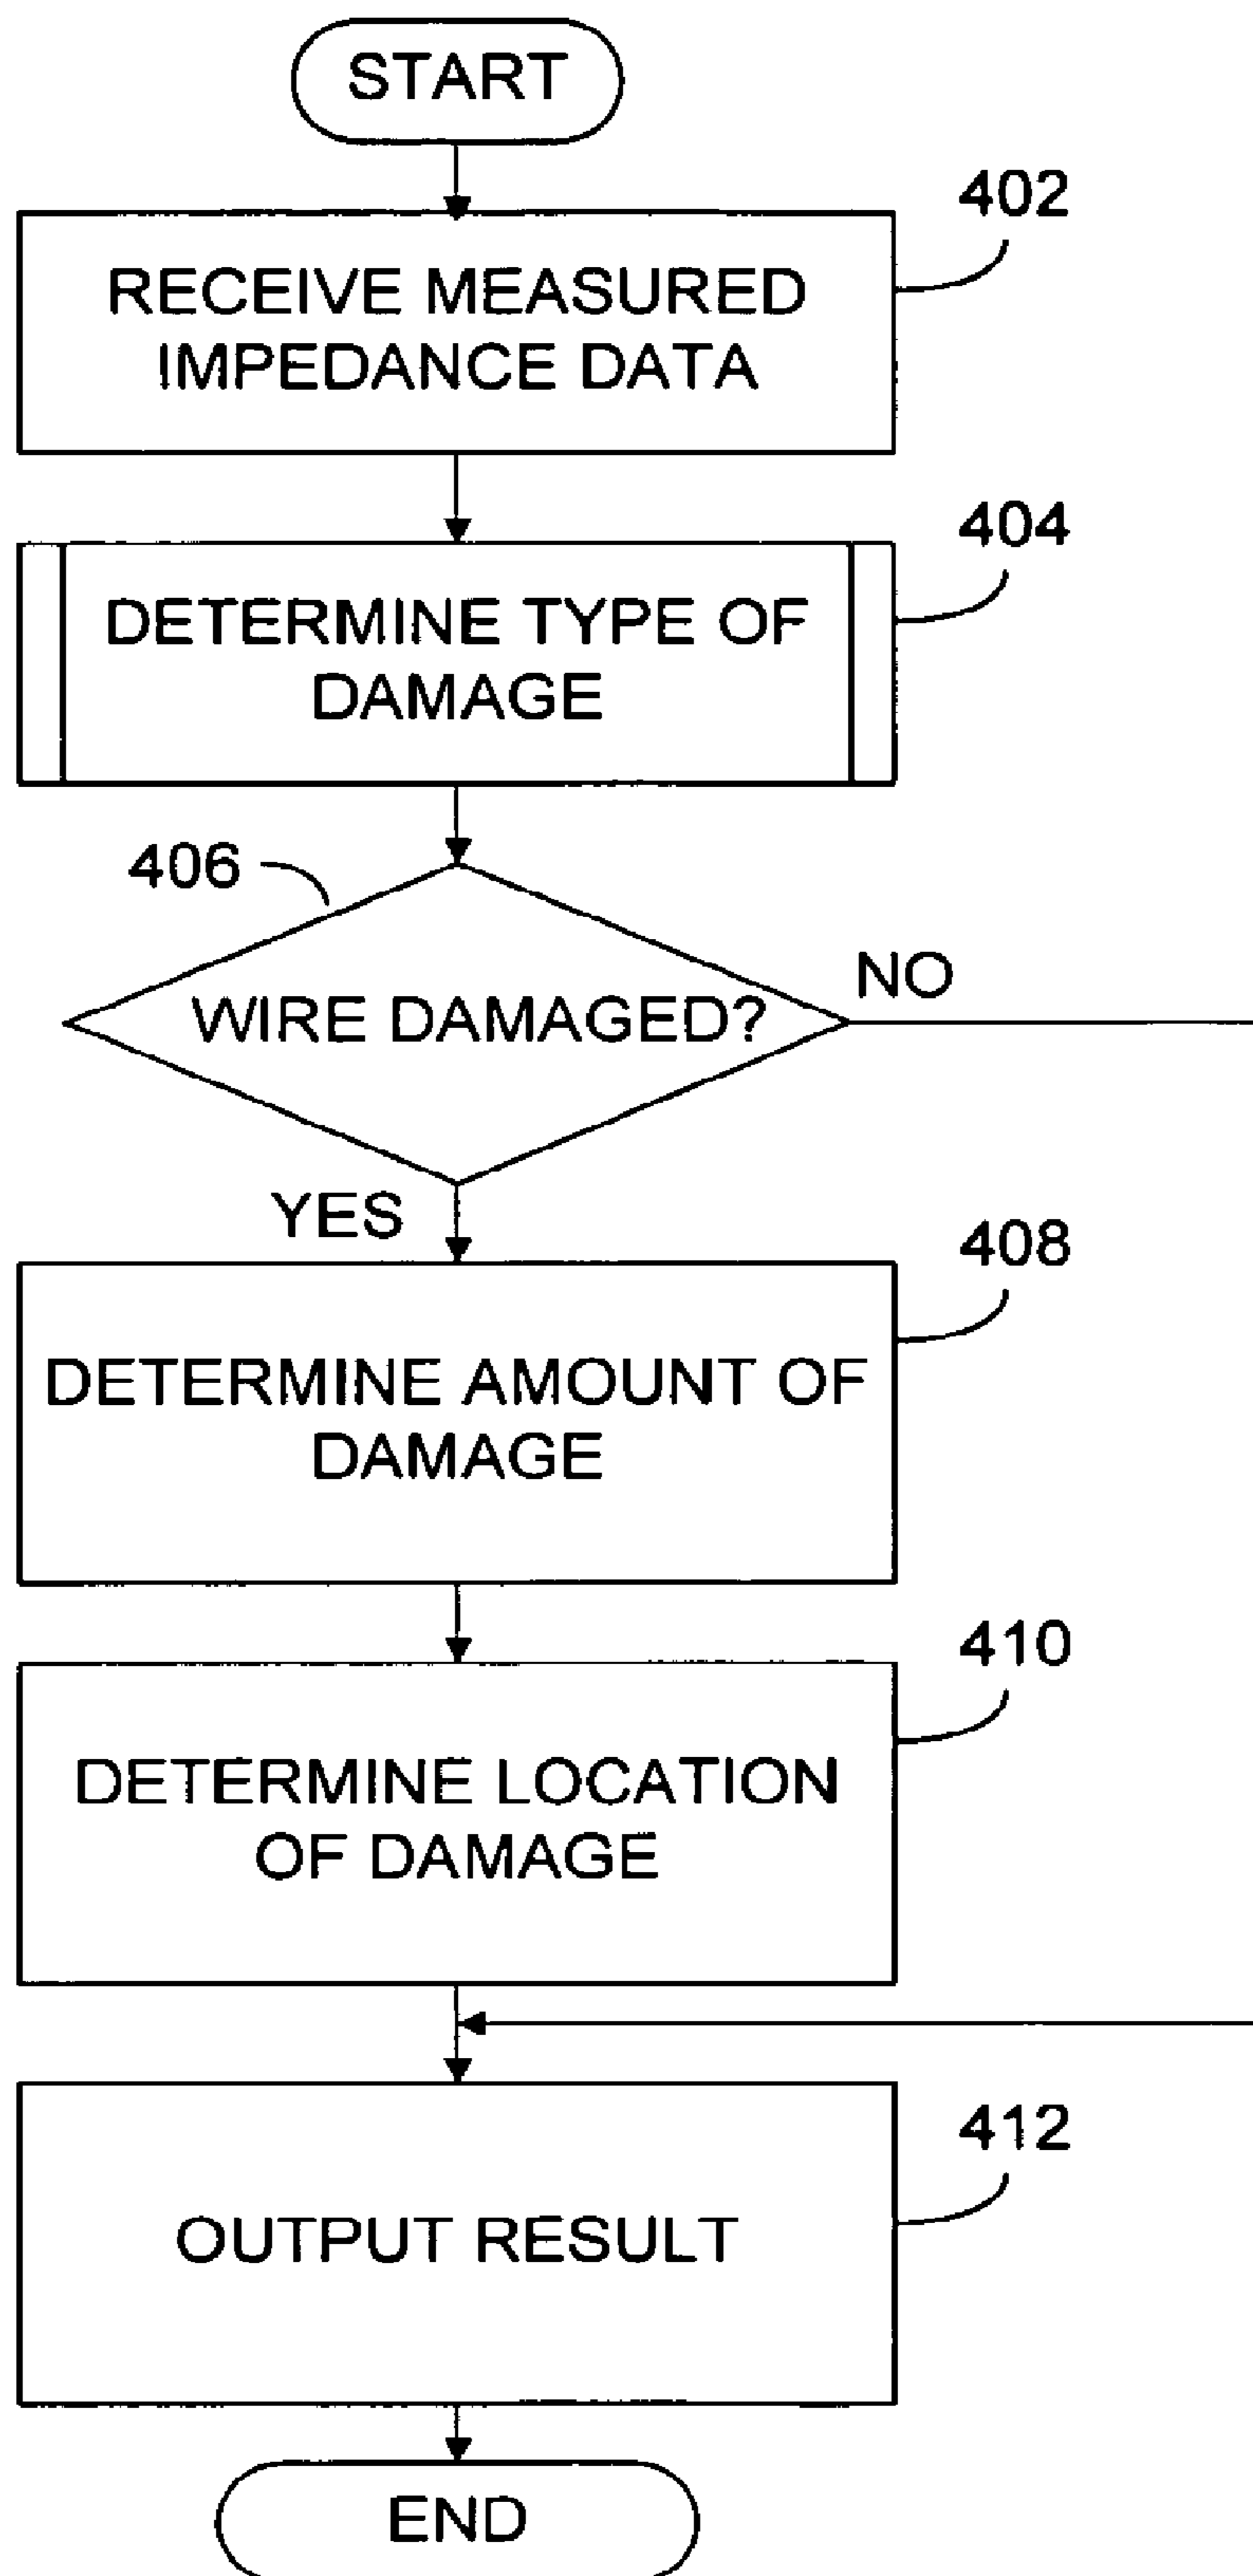 START
402
RECEIVE MEASURED
IMPEDANCE DATA
404
DETERMINE TYPE OF
DAMAGE
406
WIRE DAMAGED?
NO
YES
408
DETERMINE AMOUNT OF
DAMAGE
410
DETERMINE LOCATION
OF DAMAGE
412
OUTPUT RESULT
END